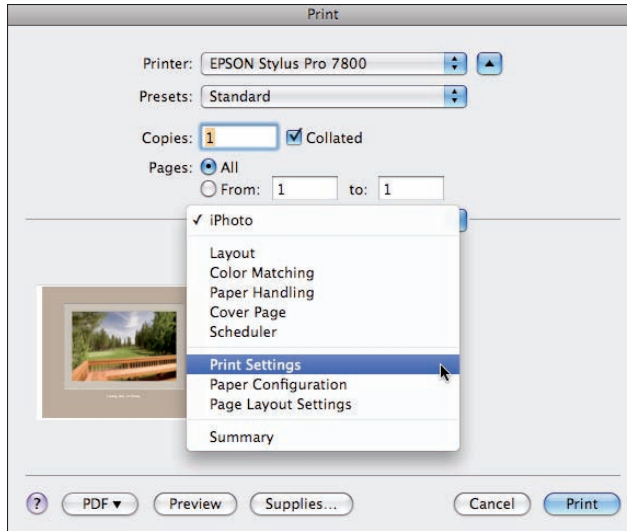 Print
Printer: EPSON Stylus Pro 7800
Presets: Standard
Copies: 1 Collated
Pages: All
From: 1 to: 1
✓ iPhoto
Layout
Color Matching
Paper Handling
Cover Page
Scheduler
Print Settings
Paper Configuration
Page Layout Settings
Summary
? PDF ▼ Preview Supplies... Cancel Print